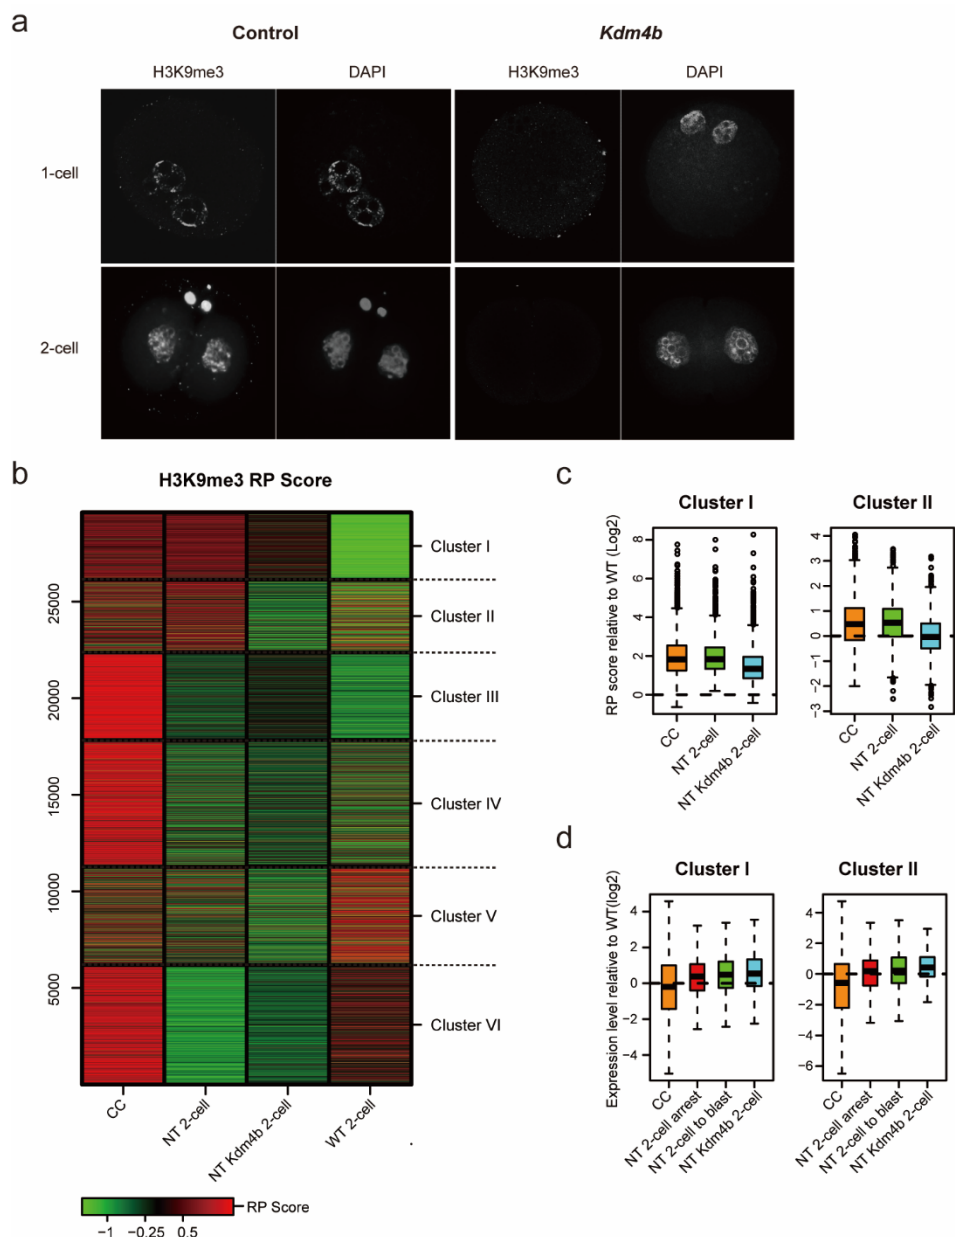 a
Control
Kdm4b
H3K9me3
DAPI
H3K9me3
DAPI
1-cell
2-cell
b
H3K9me3 RP Score
Cluster I
Cluster II
Cluster III
Cluster IV
Cluster V
Cluster VI
25000
20000
15000
10000
5000
CC
NT 2-cell
NT Kdm4b 2-cell
WT 2-cell
RP Score
−1 −0.25 0.5
c
Cluster I
Cluster II
RP score relative to WT (Log2)
8
6
4
2
0
CC
NT 2-cell
NT Kdm4b 2-cell
4
3
2
1
0
−1
−2
−3
CC
NT 2-cell
NT Kdm4b 2-cell
d
Cluster I
Cluster II
Expression level relative to WT(log2)
4
2
0
−2
−4
CC
NT 2-cell arrest
NT 2-cell to blast
NT Kdm4b 2-cell
4
2
0
−2
−4
−6
CC
NT 2-cell arrest
NT 2-cell to blast
NT Kdm4b 2-cell